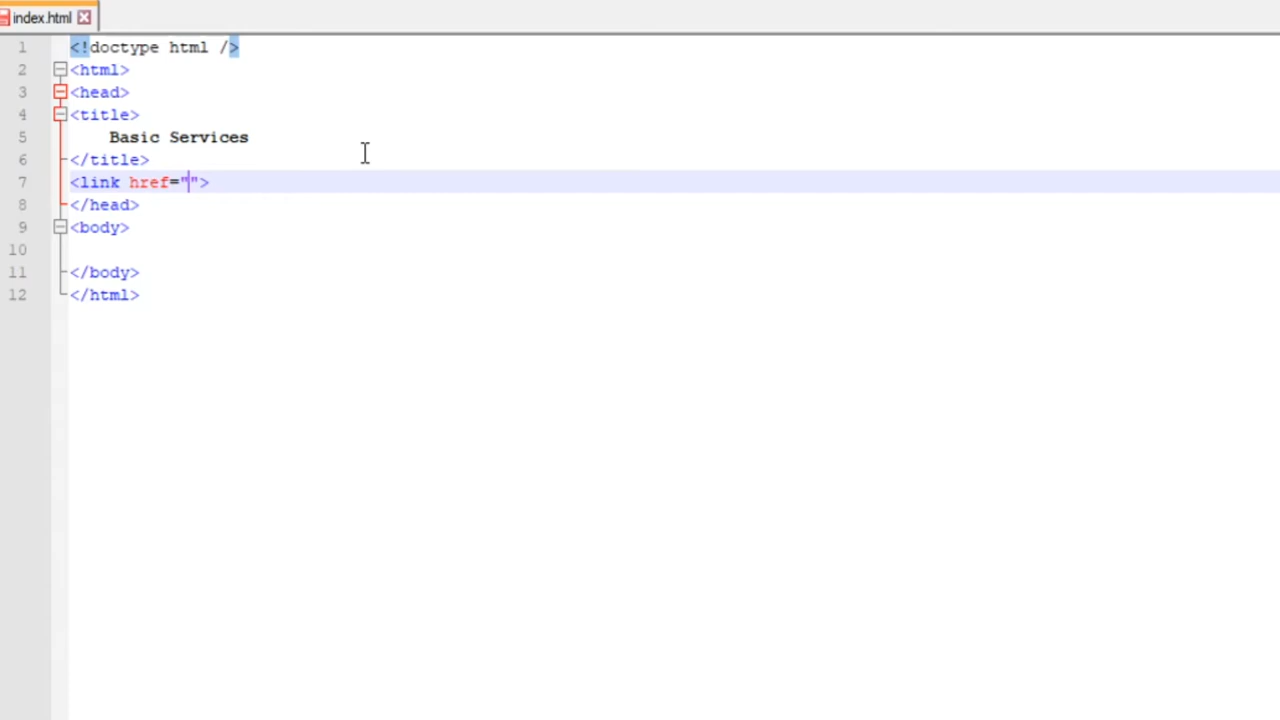 index.html
1 <!doctype html />
2 <html>
3 <head>
4 <title>
5 Basic Services
6 </title>
7 <link href="">
8 </head>
9 <body>
10
11 </body>
12 </html>